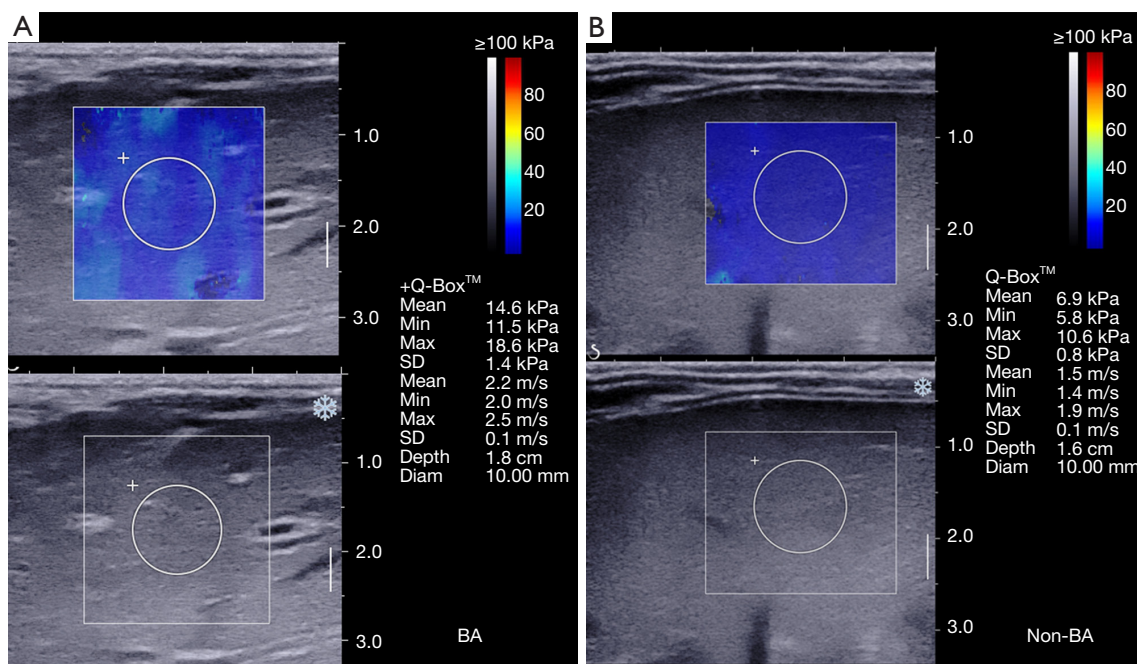 A
≥100 kPa
80
60
40
20
1.0
2.0
3.0
+Q-Box™
Mean 14.6 kPa
Min 11.5 kPa
Max 18.6 kPa
SD 1.4 kPa
Mean 2.2 m/s
Min 2.0 m/s
Max 2.5 m/s
SD 0.1 m/s
Depth 1.8 cm
Diam 10.00 mm
1.0
2.0
3.0
BA
B
≥100 kPa
80
60
40
20
1.0
2.0
3.0
Q-Box™
Mean 6.9 kPa
Min 5.8 kPa
Max 10.6 kPa
SD 0.8 kPa
Mean 1.5 m/s
Min 1.4 m/s
Max 1.9 m/s
SD 0.1 m/s
Depth 1.6 cm
Diam 10.00 mm
1.0
2.0
3.0
Non-BA